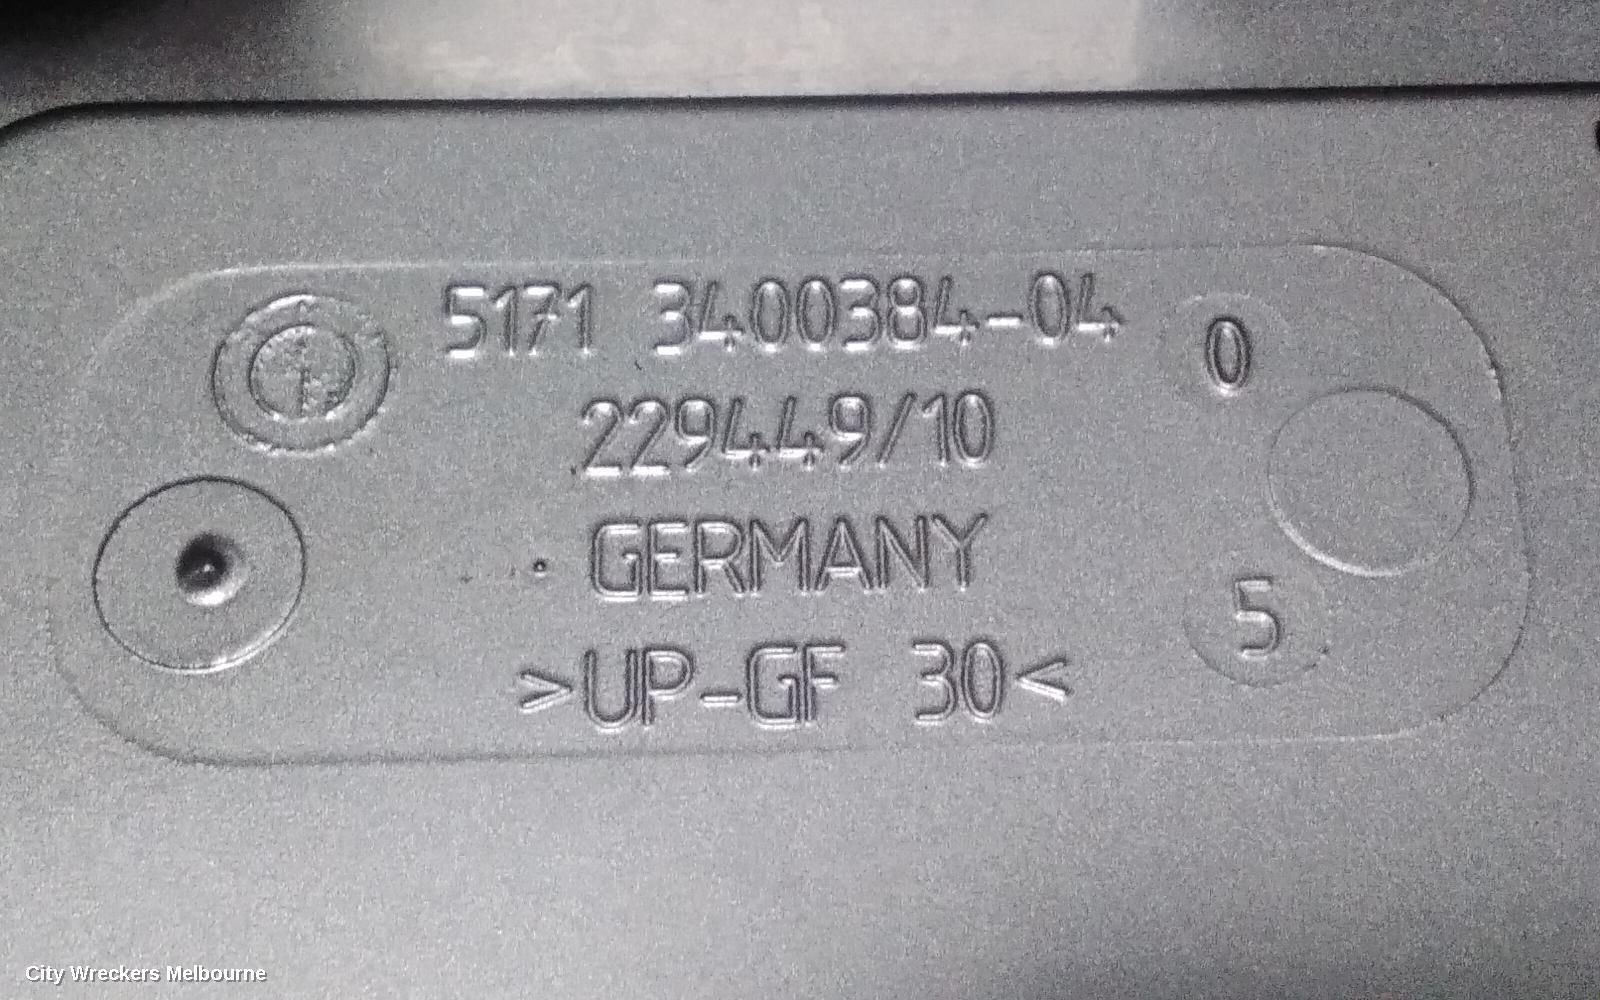 5171 3400384-04
0
229449/10
GERMANY
5
>UP-GF 30<
City Wreckers Melbourne